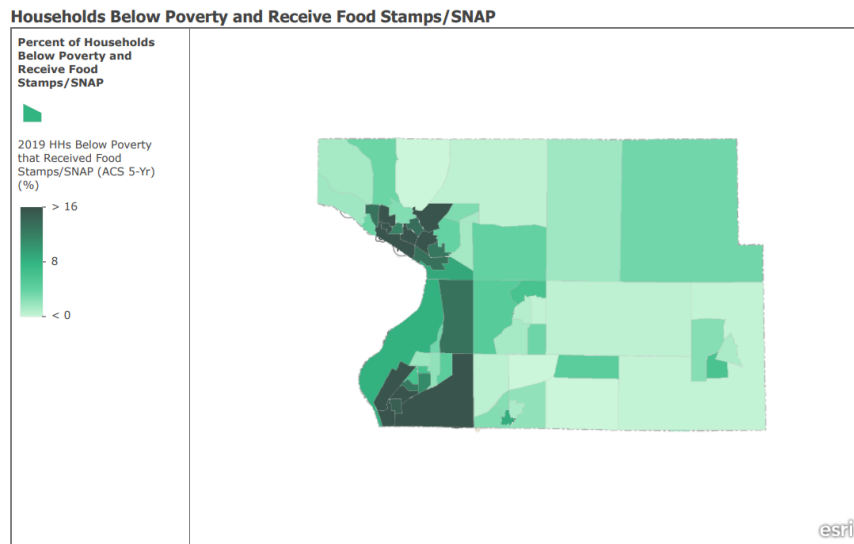 Households Below Poverty and Receive Food Stamps/SNAP
Percent of Households
Below Poverty and
Receive Food
Stamps/SNAP
2019 HHs Below Poverty
that Received Food
Stamps/SNAP (ACS 5-Yr)
(%)
> 16
8
< 0
esri